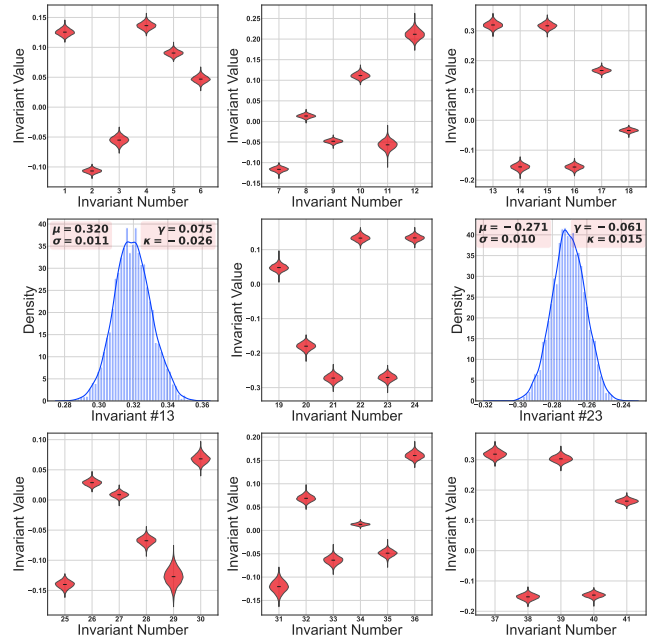 0.15
0.10
0.05
0.00
−0.05
−0.10
Invariant Value
1 2 3 4 5 6
Invariant Number
0.25
0.20
0.15
0.10
0.05
0.00
−0.05
−0.10
−0.15
Invariant Value
7 8 9 10 11 12
Invariant Number
0.3
0.2
0.1
0.0
−0.1
−0.2
Invariant Value
13 14 15 16 17 18
Invariant Number
μ = 0.320 γ = 0.075
σ = 0.011 κ = − 0.026
40
35
30
25
20
15
10
5
0
Density
0.28 0.30 0.32 0.34 0.36
Invariant #13
0.1
0.0
−0.1
−0.2
−0.3
Invariant Value
19 20 21 22 23 24
Invariant Number
μ = − 0.271 γ = − 0.061
σ = 0.010 κ = 0.015
40
35
30
25
20
15
10
5
0
Density
−0.32 −0.30 −0.28 −0.26 −0.24
Invariant #23
0.10
0.05
0.00
−0.05
−0.10
−0.15
Invariant Value
25 26 27 28 29 30
Invariant Number
0.20
0.15
0.10
0.05
0.00
−0.05
−0.10
−0.15
Invariant Value
31 32 33 34 35 36
Invariant Number
0.3
0.2
0.1
0.0
−0.1
−0.2
Invariant Value
37 38 39 40 41
Invariant Number